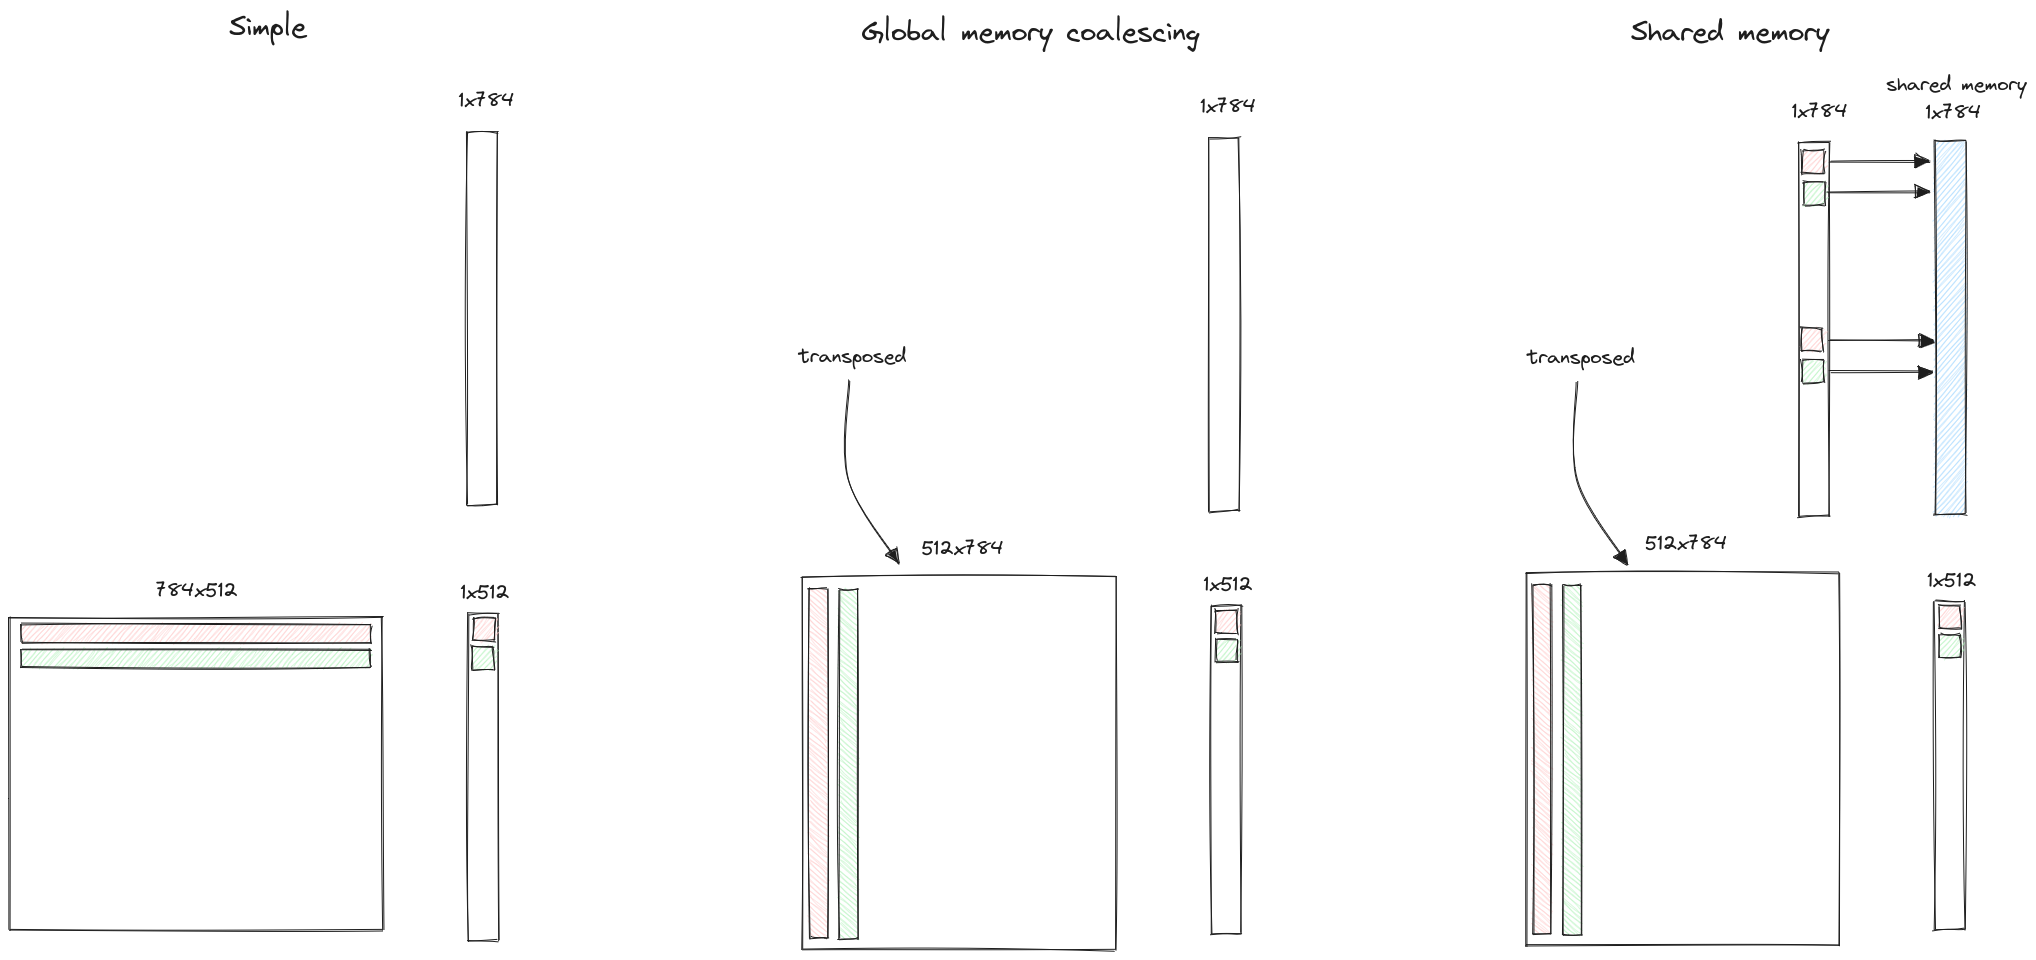 Simple
1x784
784x512
1x512
Global memory coalescing
1x784
transposed
512x784
1x512
Shared memory
shared memory
1x784
1x784
transposed
512x784
1x512